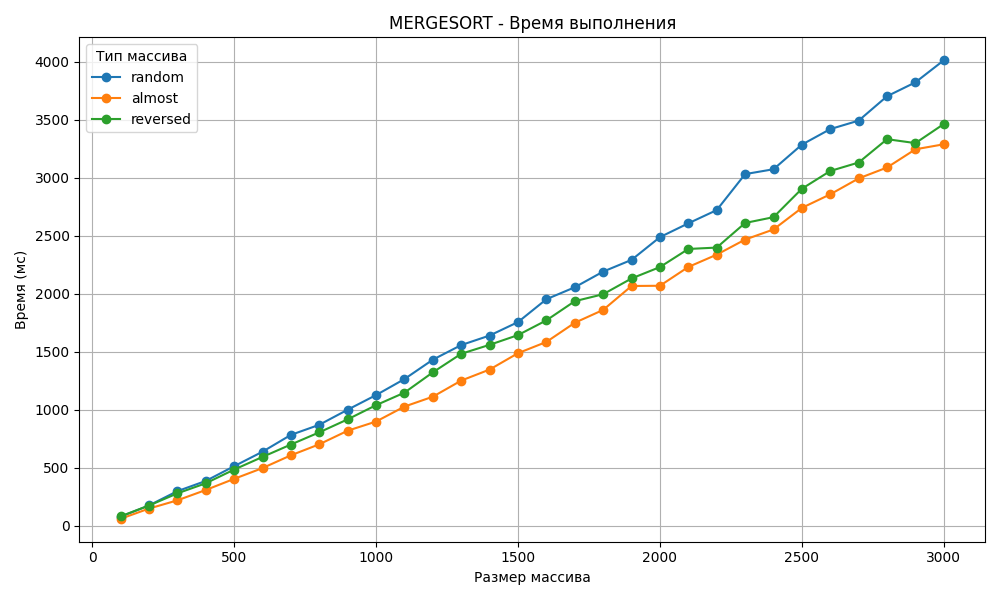 MERGESORT - Время выполнения
Тип массива
random
almost
reversed
Время (мс)
4000
3500
3000
2500
2000
1500
1000
500
0
0 500 1000 1500 2000 2500 3000
Размер массива